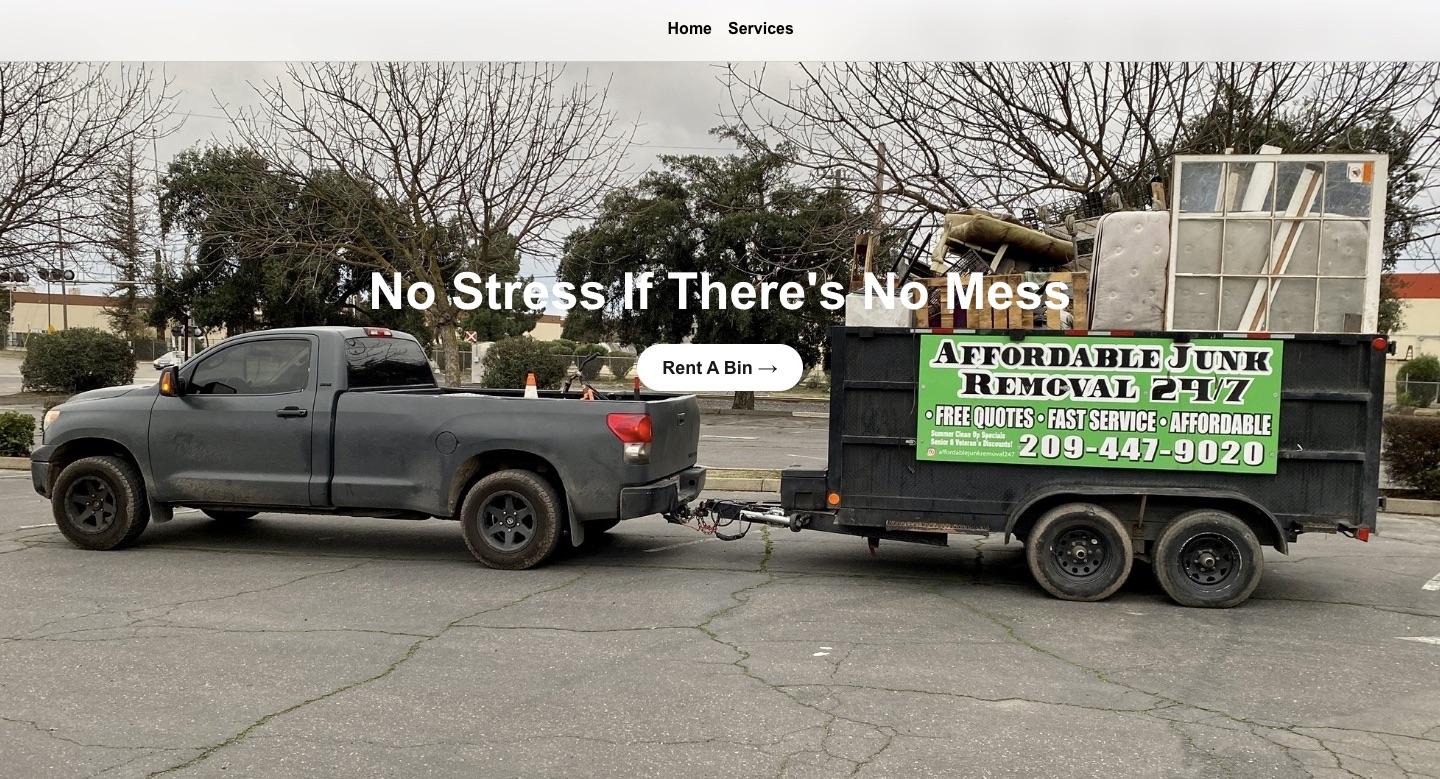 Home Services
No Stress If There's No Mess
Rent A Bin →
AFFORDABLE JUNK
REMOVAL 24/7
• FREE QUOTES • FAST SERVICE • AFFORDABLE
Summer Clean Up Specials
Senior & Veteran's Discounts!
affordablejunkremoval247
209-447-9020